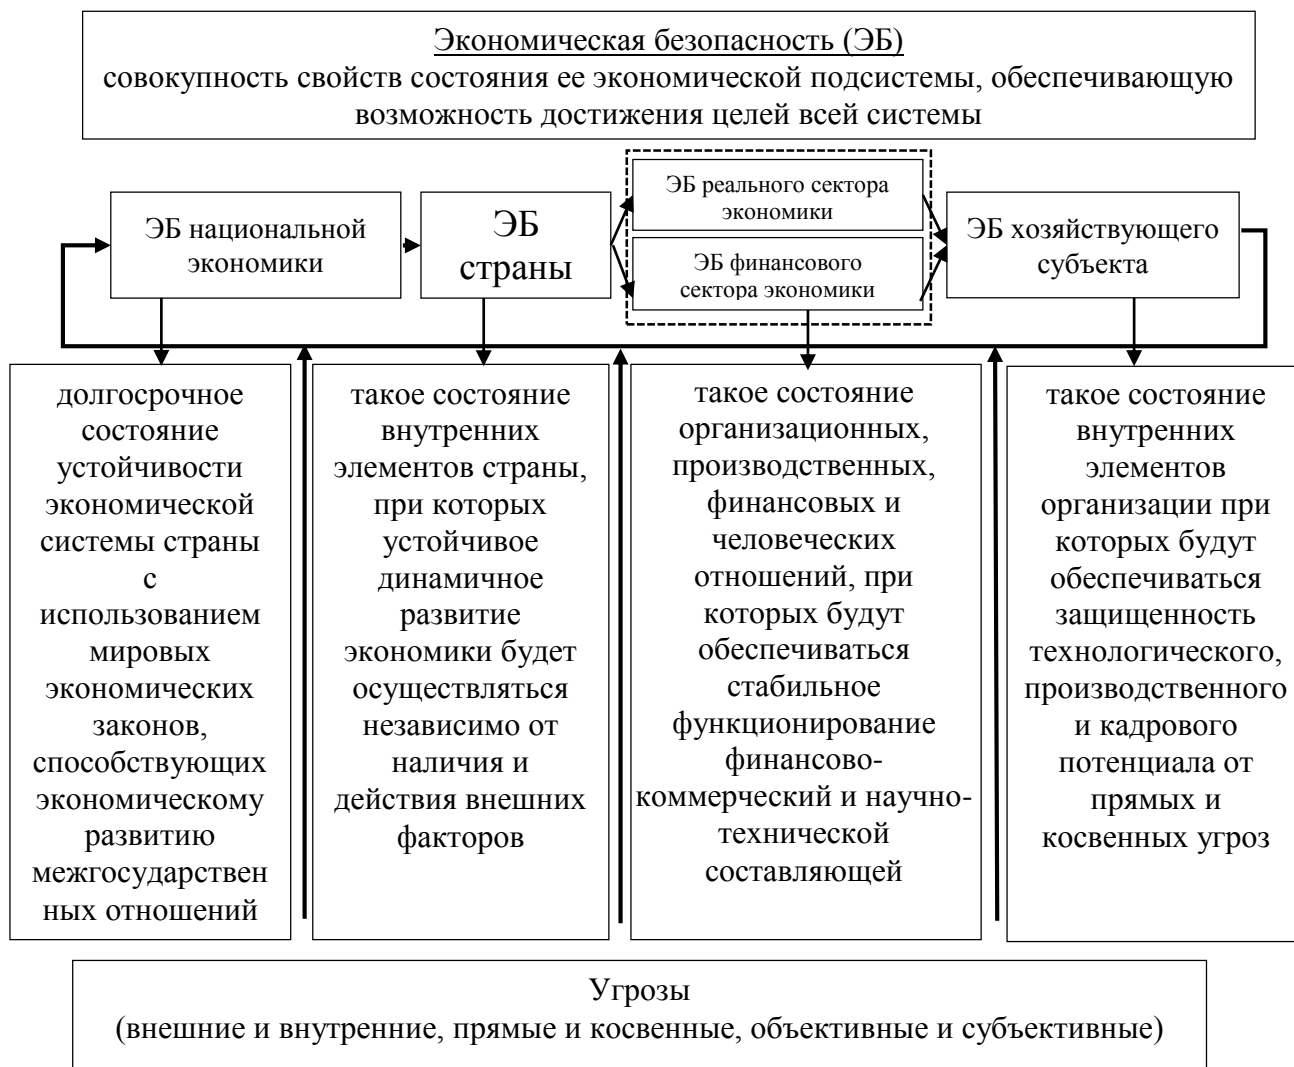 Экономическая безопасность (ЭБ)
совокупность свойств состояния ее экономической подсистемы, обеспечивающую
возможность достижения целей всей системы
ЭБ национальной
экономики
ЭБ
страны
ЭБ реального сектора
экономики
ЭБ финансового
сектора экономики
ЭБ хозяйствующего
субъекта
долгосрочное
состояние
устойчивости
экономической
системы страны
с
использованием
мировых
экономических
законов,
способствующих
экономическому
развитию
межгосударствен
ных отношений
такое состояние
внутренних
элементов страны,
при которых
устойчивое
динамичное
развитие
экономики будет
осуществляться
независимо от
наличия и
действия внешних
факторов
такое состояние
организационных,
производственных,
финансовых и
человеческих
отношений, при
которых будут
обеспечиваться
стабильное
функционирование
финансово-
коммерческий и научно-
технической
составляющей
такое состояние
внутренних
элементов
организации при
которых будут
обеспечиваться
защищенность
технологического,
производственного
и кадрового
потенциала от
прямых и
косвенных угроз
Угрозы
(внешние и внутренние, прямые и косвенные, объективные и субъективные)